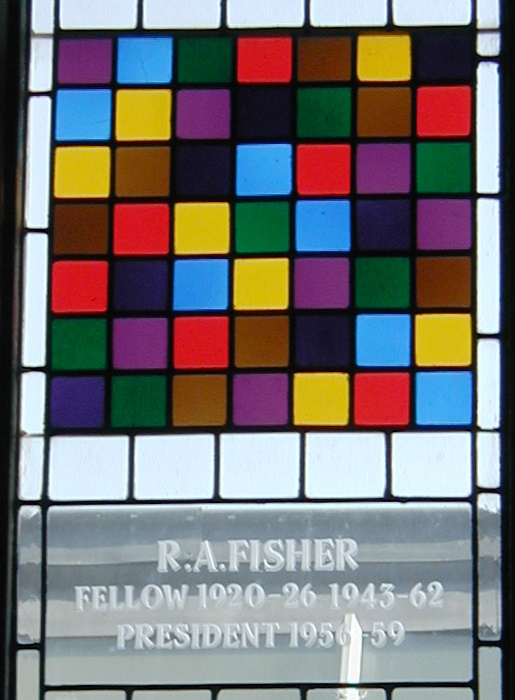 R.A.FISHER
FELLOW 1920-26 1943-62
PRESIDENT 1956-59